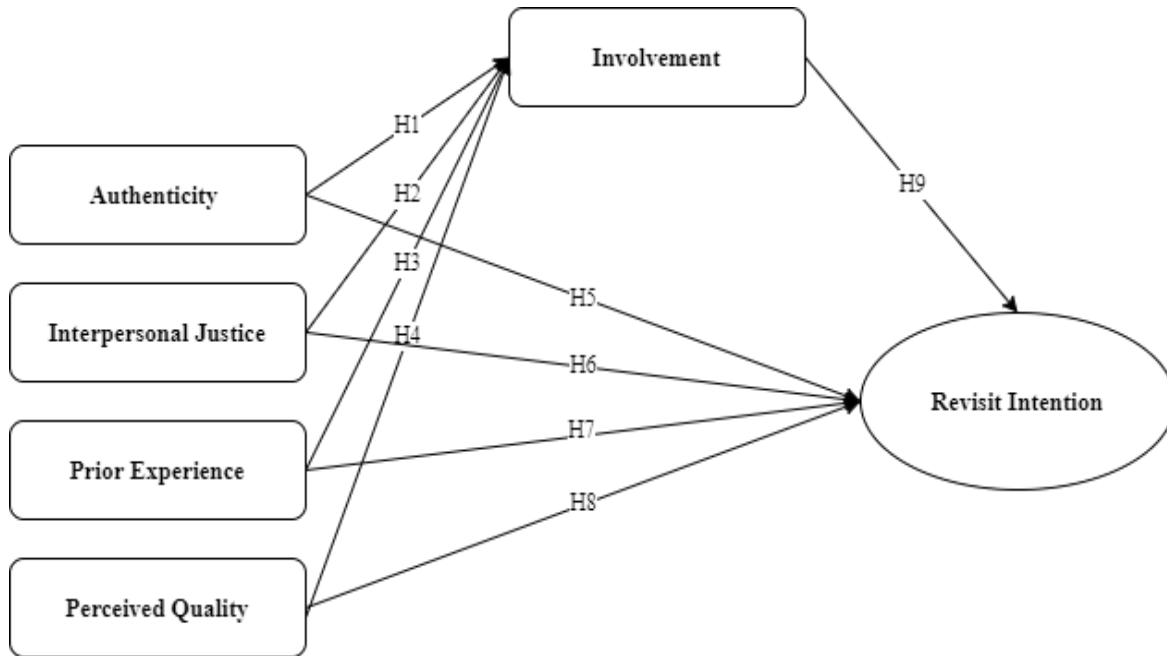 Involvement
H1
Authenticity
H2
H9
H3
H5
Interpersonal Justice
H4
H6
Revisit Intention
H7
Prior Experience
H8
Perceived Quality